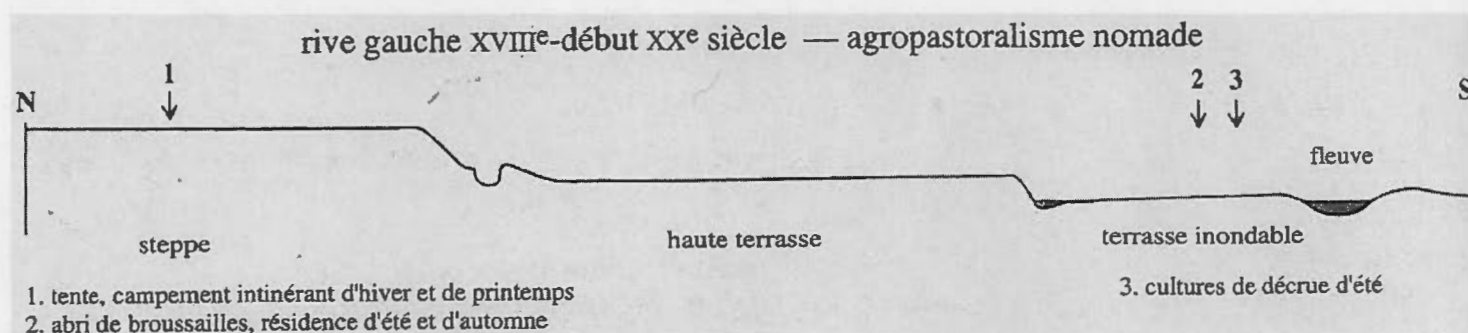 rive gauche XVIIIe-début XXe siècle — agropastoralisme nomade
1
2 3
N
S
fleuve
steppe
haute terrasse
terrasse inondable
1. tente, campement intinérant d'hiver et de printemps
3. cultures de décrue d'été
2. abri de broussailles, résidence d'été et d'automne